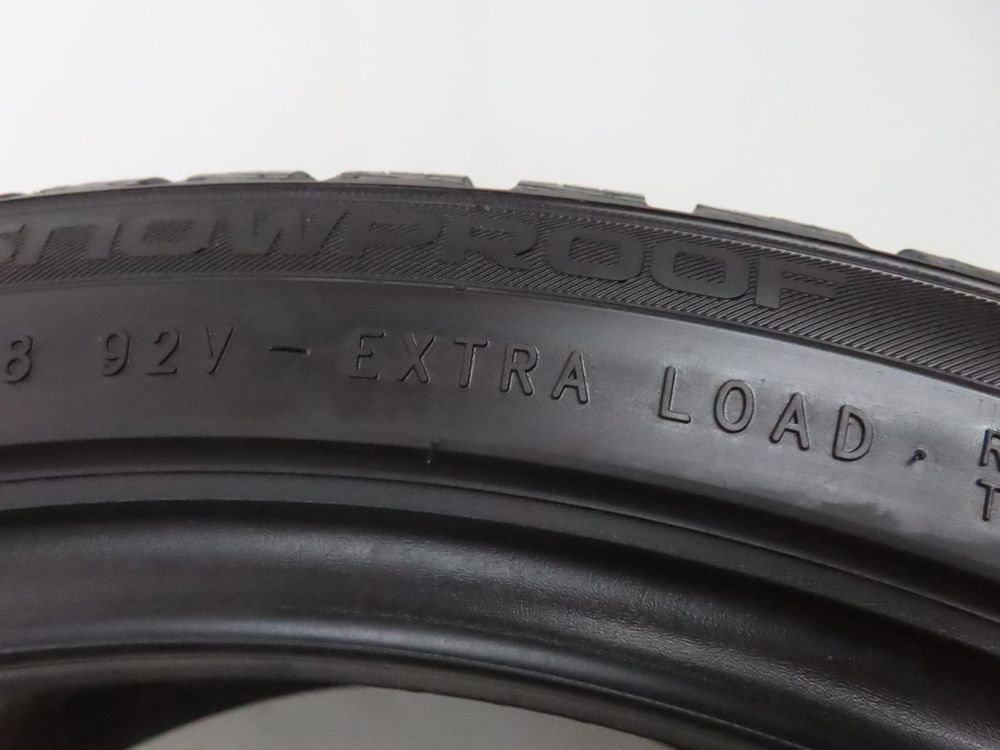 SNOWPROOF
8 92V - EXTRA LOAD .
R
T